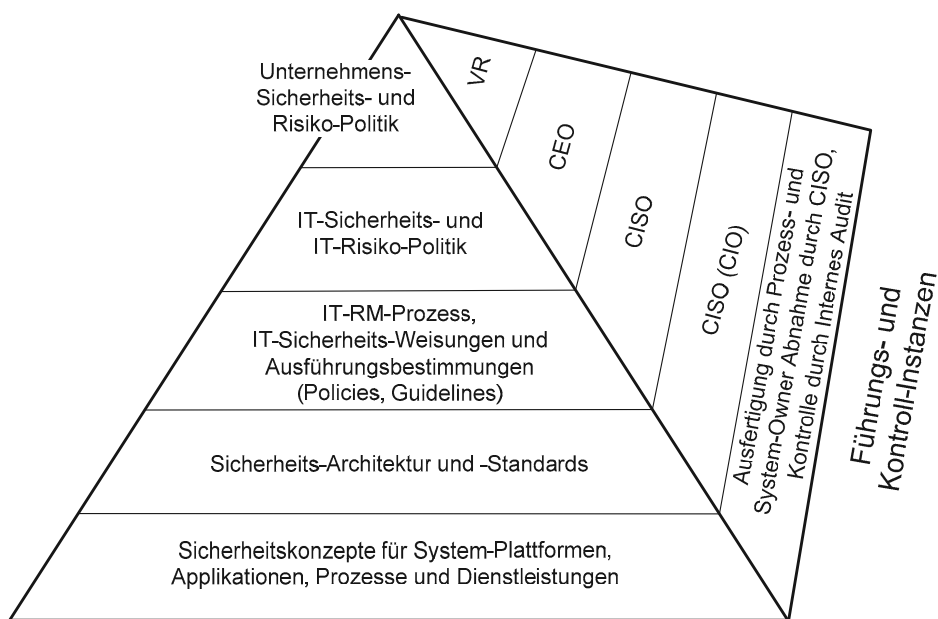 Unternehmens-
Sicherheits- und
Risiko-Politik
IT-Sicherheits- und
IT-Risiko-Politik
IT-RM-Prozess,
IT-Sicherheits-Weisungen und
Ausführungsbestimmungen
(Policies, Guidelines)
Sicherheits-Architektur und -Standards
Sicherheitskonzepte für System-Plattformen,
Applikationen, Prozesse und Dienstleistungen
VR
CEO
CISO
CISO (CIO)
Ausfertigung durch Prozess- und
System-Owner Abnahme durch CISO,
Kontrolle durch Internes Audit
Führungs- und
Kontroll-Instanzen